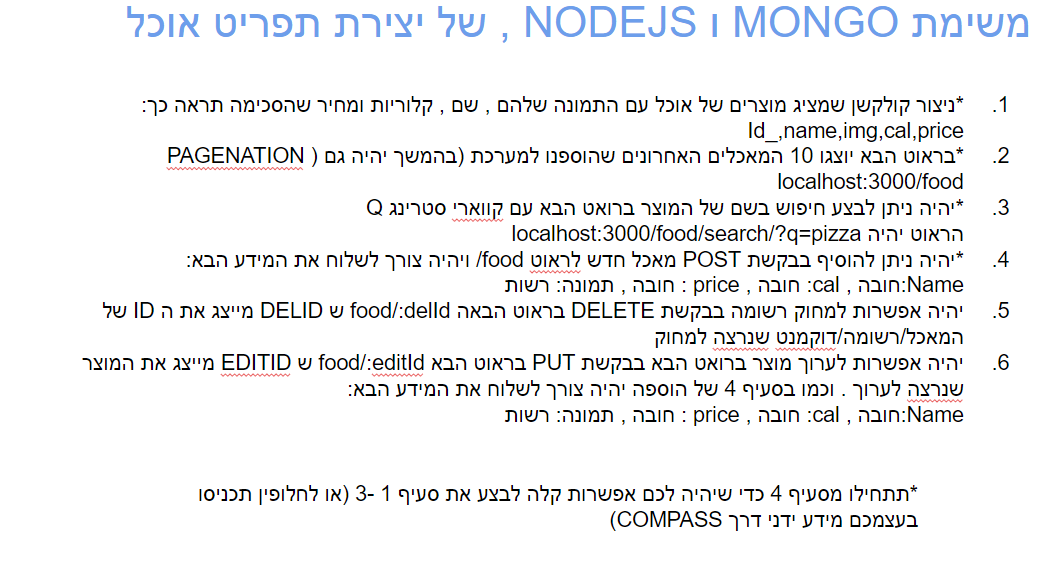 משימת MONGO ו NODEJS , של יצירת תפריט אוכל
1. *ניצור קולקשן שמציג מוצרים של אוכל עם התמונה שלהם , שם , קלוריות ומחיר שהסכימה תראה כך:
Id_,name,img,cal,price
2. *בראוט הבא יוצגו 10 המאכלים האחרונים שהוספנו למערכת (בהמשך יהיה גם PAGENATION )
localhost:3000/food
3. *יהיה ניתן לבצע חיפוש בשם של המוצר ברואט הבא עם קווארי סטרינג Q
הראוט יהיה localhost:3000/food/search/?q=pizza
4. *יהיה ניתן להוסיף בבקשת POST מאכל חדש לראוט food/ ויהיה צורך לשלוח את המידע הבא:
Name:חובה , cal: חובה , price : חובה , תמונה: רשות
5. יהיה אפשרות למחוק רשומה בבקשת DELETE בראוט הבאה food/:delId ש DELID מייצג את ה ID של
המאכל/רשומה/דוקמנט שנרצה למחוק
6. יהיה אפשרות לערוך מוצר ברואט הבא בבקשת PUT בראוט הבא food/:editId ש EDITID מייצג את המוצר
שנרצה לערוך . וכמו בסעיף 4 של הוספה יהיה צורך לשלוח את המידע הבא:
Name:חובה , cal: חובה , price : חובה , תמונה: רשות
*תתחילו מסעיף 4 כדי שיהיה לכם אפשרות קלה לבצע את סעיף 1 -3 (או לחלופין תכניסו
בעצמכם מידע ידני דרך COMPASS)